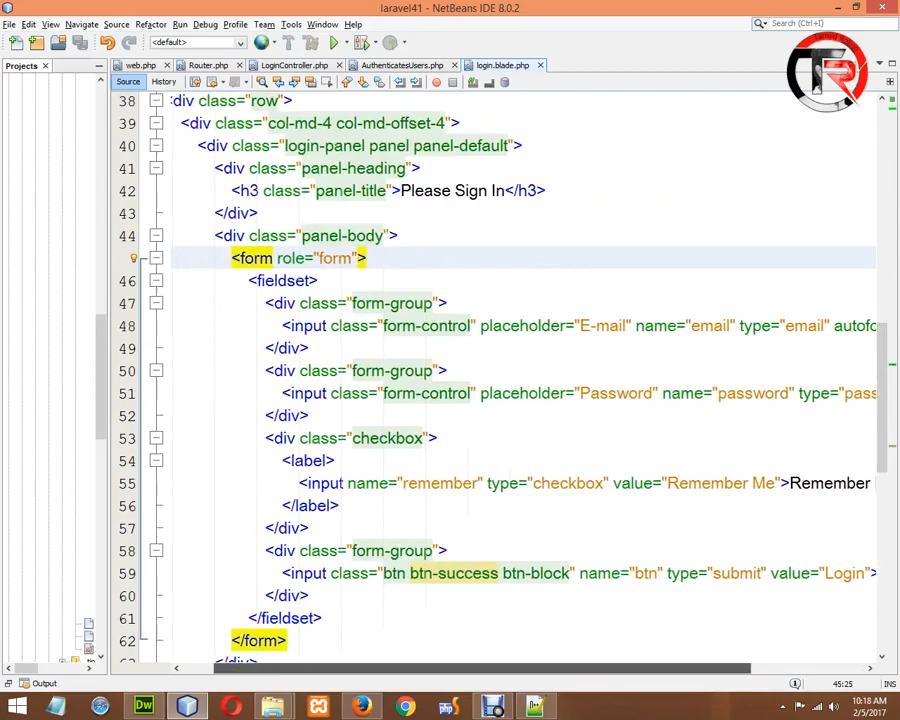 laravel41 - NetBeans IDE 8.0.2
File Edit View Navigate Source Refactor Run Debug Profile Team Tools Window Help
Search (Ctrl+I)
<default>
Projects
web.php Router.php LoginController.php AuthenticatesUsers.php login.blade.php
Source History
38 div class="row">
39 <div class="col-md-4 col-md-offset-4">
40 <div class="login-panel panel panel-default">
41 <div class="panel-heading">
42 <h3 class="panel-title">Please Sign In</h3>
43 </div>
44 <div class="panel-body">
<form role="form">
46 <fieldset>
47 <div class="form-group">
48 <input class="form-control" placeholder="E-mail" name="email" type="email" autofo
49 </div>
50 <div class="form-group">
51 <input class="form-control" placeholder="Password" name="password" type="pass
52 </div>
53 <div class="checkbox">
54 <label>
55 <input name="remember" type="checkbox" value="Remember Me">Remember
56 </label>
57 </div>
58 <div class="form-group">
59 <input class="btn btn-success btn-block" name="btn" type="submit" value="Login">
60 </div>
61 </fieldset>
62 </form>
</div>
Output
45:25 INS
Dw
php
10:18 AM
2/5/2017